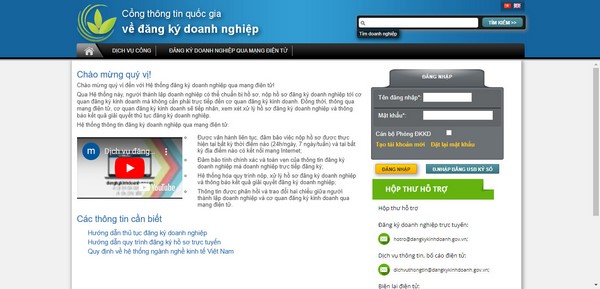 Cổng thông tin quốc gia
về đăng ký doanh nghiệp
TÌM KIẾM >>
Tìm doanh nghiệp
DỊCH VỤ CÔNG
ĐĂNG KÝ DOANH NGHIỆP QUA MẠNG ĐIỆN TỬ
Chào mừng quý vị!
Chào mừng quý vị đến với Hệ thống đăng ký doanh nghiệp qua mạng điện tử!
Qua Hệ thống này, người thành lập doanh nghiệp có thể chuẩn bị hồ sơ, nộp hồ sơ đăng ký doanh nghiệp tới cơ
quan đăng ký kinh doanh mà không cần phải trực tiếp đến cơ quan đăng ký kinh doanh. Đồng thời, thông qua
mạng điện tử, cơ quan đăng ký kinh doanh sẽ tiếp nhận, xem xét xử lý hồ sơ đăng ký doanh nghiệp và thông
báo kết quả giải quyết thủ tục đăng ký doanh nghiệp.
Hệ thống thông tin đăng ký doanh nghiệp qua mạng điện tử:
m
Dịch vụ đăng...
YouTube
Được vận hành liên tục, đảm bảo việc nộp hồ sơ được thực
hiện tại bất kỳ thời điểm nào (24h/ngày, 7 ngày/tuần) và tại bất
kỳ địa điểm nào có kết nối mạng Internet;
Đảm bảo tính chính xác và toàn vẹn của thông tin đăng ký
doanh nghiệp mà doanh nghiệp trực tiếp đăng ký;
Hệ thống hóa quy trình nộp, xử lý hồ sơ đăng ký doanh nghiệp
và thông báo kết quả giải quyết đăng ký doanh nghiệp;
Thông tin được phản hồi và trao đổi hai chiều giữa người
thành lập doanh nghiệp và cơ quan đăng ký kinh doanh qua
mạng điện tử.
Các thông tin cần biết
Hướng dẫn thủ tục đăng ký doanh nghiệp
Hướng dẫn quy trình đăng ký hồ sơ trực tuyến
Quy định về hệ thống ngành nghề kinh tế Việt Nam
ĐĂNG NHẬP
Tên đăng nhập*:
Mật khẩu*:
Cán bộ Phòng ĐKKD
Tạo tài khoản mới
Đặt lại mật khẩu
ĐĂNG NHẬP
ĐĂNG NHẬP BẰNG USB KÝ SỐ
HỘP THƯ HỖ TRỢ
Hộp thư hỗ trợ
Đăng ký doanh nghiệp trực tuyến:
hotro@dangkykinhdoanh.gov.vn;
Dịch vụ thông tin, bố cáo điện tử:
dichvuthongtin@dangkykinhdoanh.gov.vn;
Biên lai điện tử: